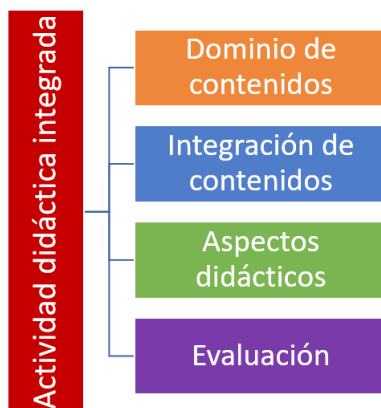 Actividad didáctica integrada
Dominio de
contenidos
Integración de
contenidos
Aspectos
didácticos
Evaluación